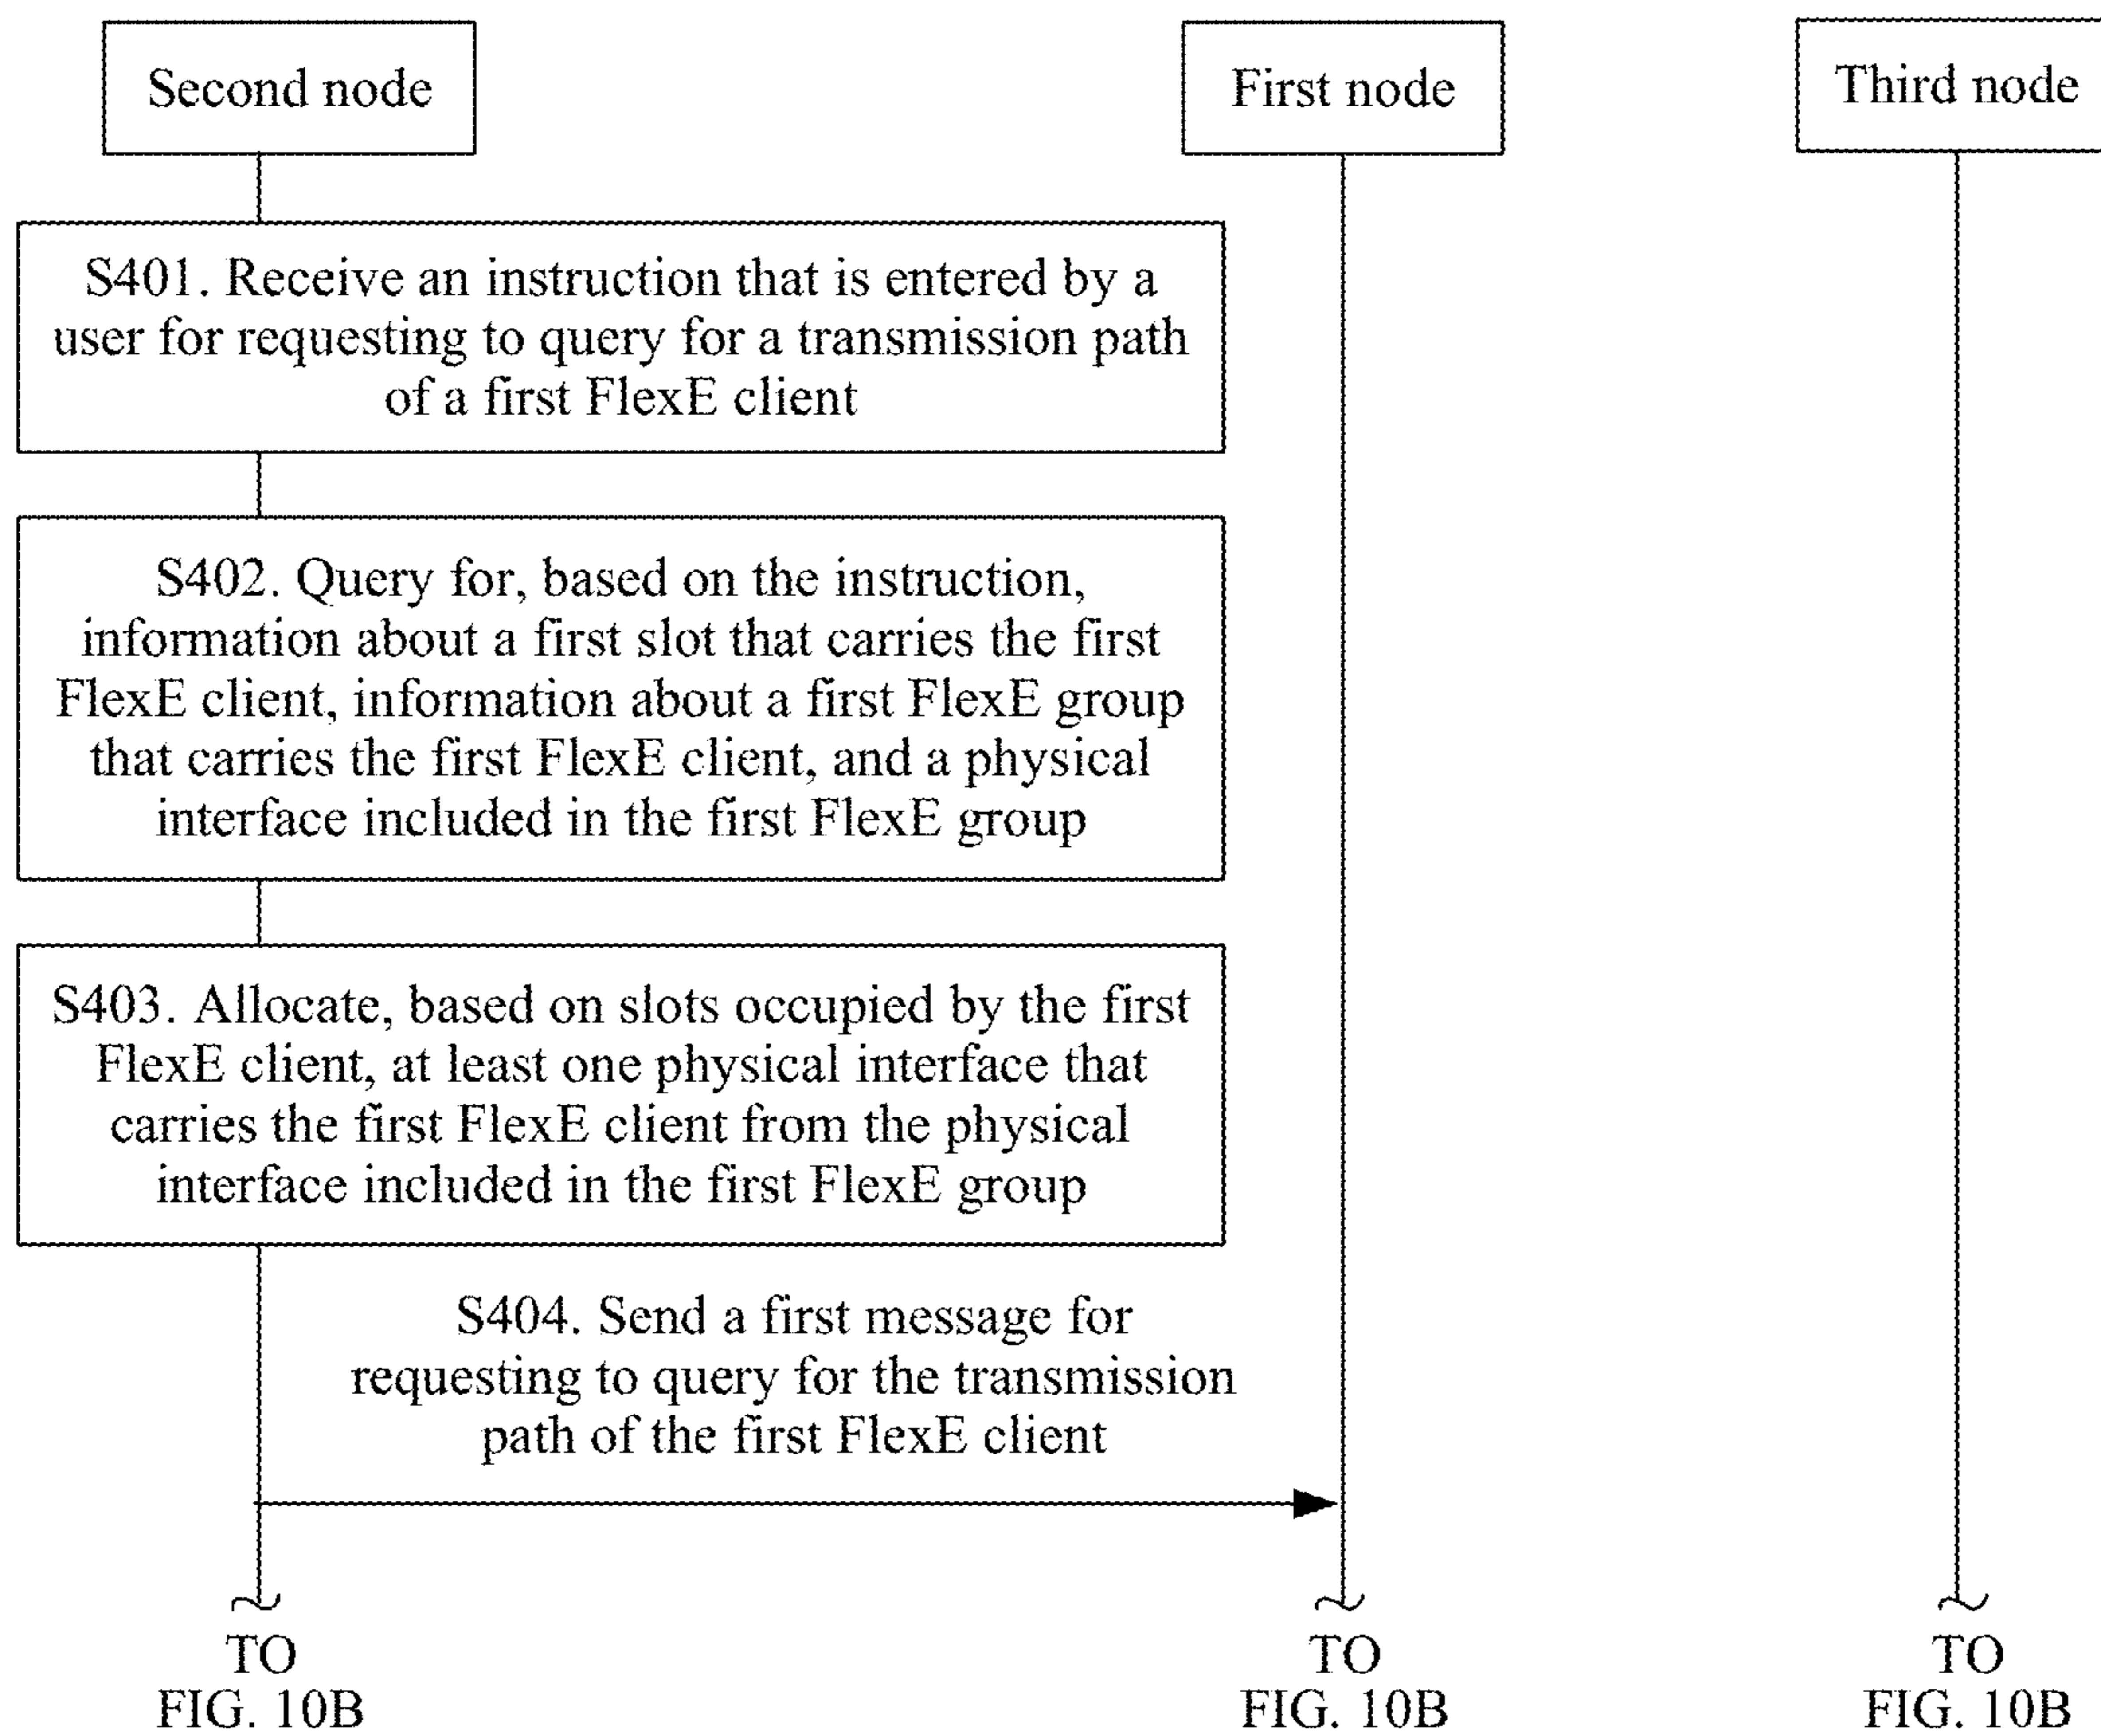 Second node
First node
Third node
S401. Receive an instruction that is entered by a
user for requesting to query for a transmission path
of a first FlexE client
S402. Query for, based on the instruction,
information about a first slot that carries the first
FlexE client, information about a first FlexE group
that carries the first FlexE client, and a physical
interface included in the first FlexE group
S403. Allocate, based on slots occupied by the first
FlexE client, at least one physical interface that
carries the first FlexE client from the physical
interface included in the first FlexE group
S404. Send a first message for
requesting to query for the transmission
path of the first FlexE client
TO
FIG. 10B
TO
FIG. 10B
TO
FIG. 10B